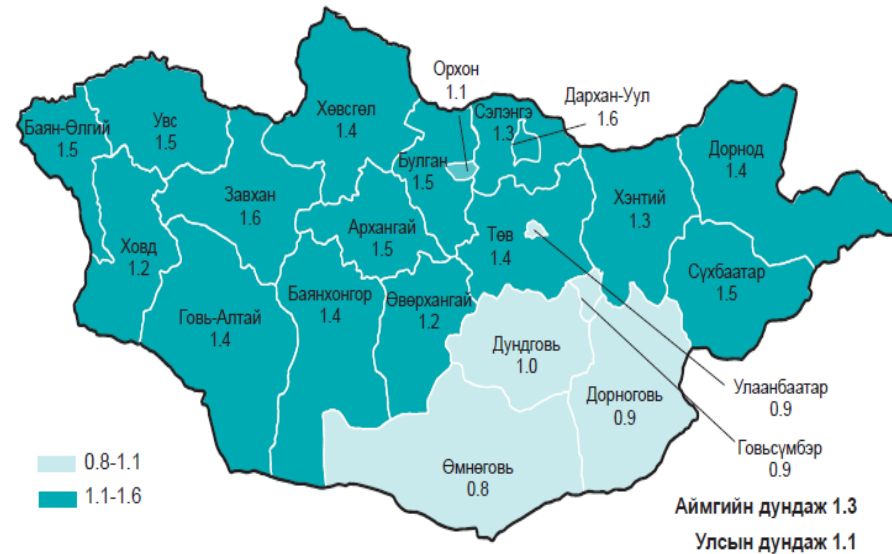 Орхон
1.1
Дархан-Уул
1.6
Баян-Өлгий
1.5
Увс
1.5
Хөвсгөл
1.4
Сэлэнгэ
1.3
Булган
1.5
Дорнод
1.4
Завхан
1.6
Ховд
1.2
Архангай
1.5
Төв
1.4
Хэнтий
1.3
Сүхбаатар
1.5
Говь-Алтай
1.4
Баянхонгор
1.4
Өвөрхангай
1.2
Дундговь
1.0
Дорноговь
0.9
Өмнөговь
0.8
Улаанбаатар
0.9
Говьсүмбэр
0.9
0.8-1.1
1.1-1.6
Аймгийн дундаж 1.3
Улсын дундаж 1.1